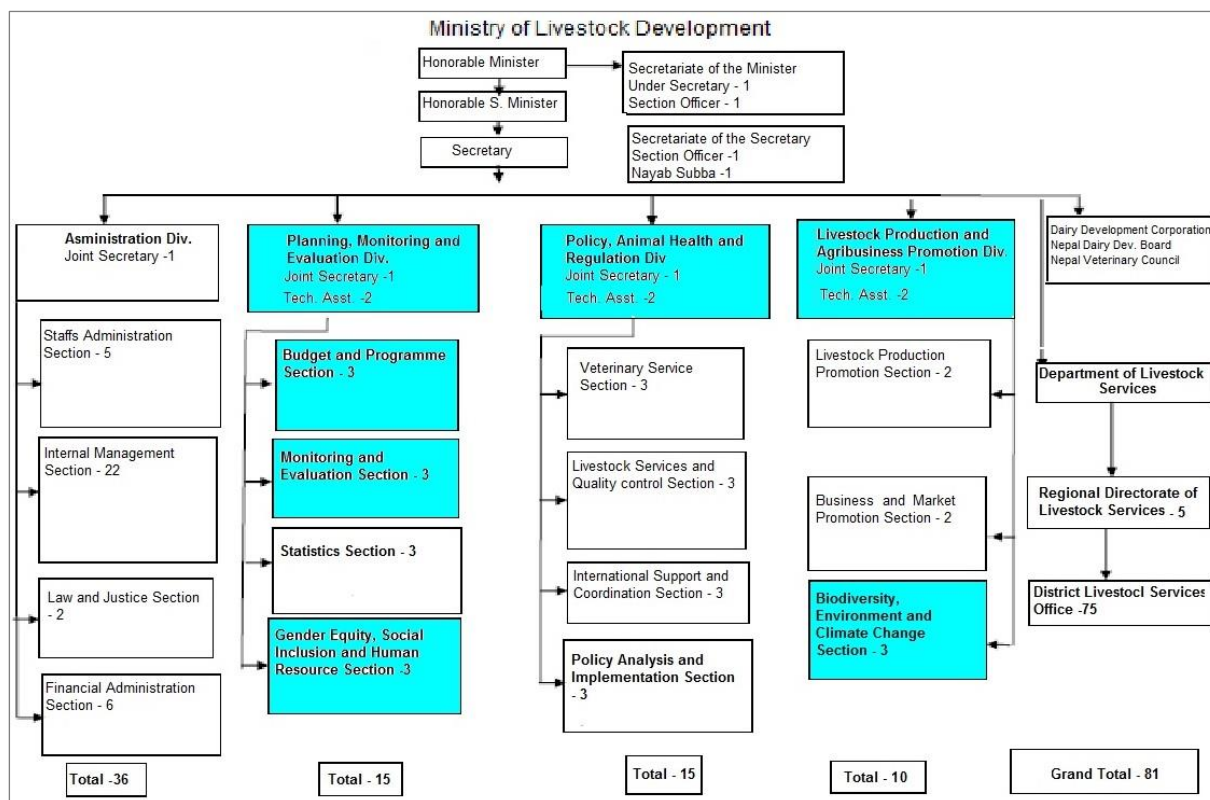 Ministry of Livestock Development
Honorable Minister
Secretariate of the Minister
Under Secretary - 1
Section Officer - 1
Honorable S. Minister
Secretary
Secretariate of the Secretary
Section Officer -1
Nayab Subba -1
Asministration Div.
Joint Secretary -1
Staffs Administration
Section - 5
Internal Management
Section - 22
Law and Justice Section
- 2
Financial Administration
Section - 6
Total -36
Planning, Monitoring and
Evaluation Div.
Joint Secretary -1
Tech. Asst. -2
Budget and Programme
Section - 3
Monitoring and
Evaluation Section - 3
Statistics Section - 3
Gender Equity, Social
Inclusion and Human
Resource Section -3
Total - 15
Policy, Animal Health and
Regulation Div
Joint Secretary - 1
Tech. Asst. -2
Veterinary Service
Section - 3
Livestock Services and
Quality control Section - 3
International Support and
Coordination Section - 3
Policy Analysis and
Implementation Section
- 3
Total - 15
Livestock Production and
Agribusiness Promotion Div.
Joint Secretary -1
Tech. Asst. -2
Livestock Production
Promotion Section - 2
Business and Market
Promotion Section - 2
Biodiversity,
Environment and
Climate Change
Section - 3
Total - 10
Dairy Development Corporation
Nepal Dairy Dev. Board
Nepal Veterinary Council
Department of Livestock
Services
Regional Directorate of
Livestock Services - 5
District Livestocl Services
Office -75
Grand Total - 81